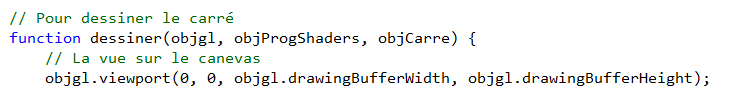 // Pour dessiner le carré
function dessiner(objgl, objProgShaders, objCarre) {
    // La vue sur le canevas
    objgl.viewport(0, 0, objgl.drawingBufferWidth, objgl.drawingBufferHeight);